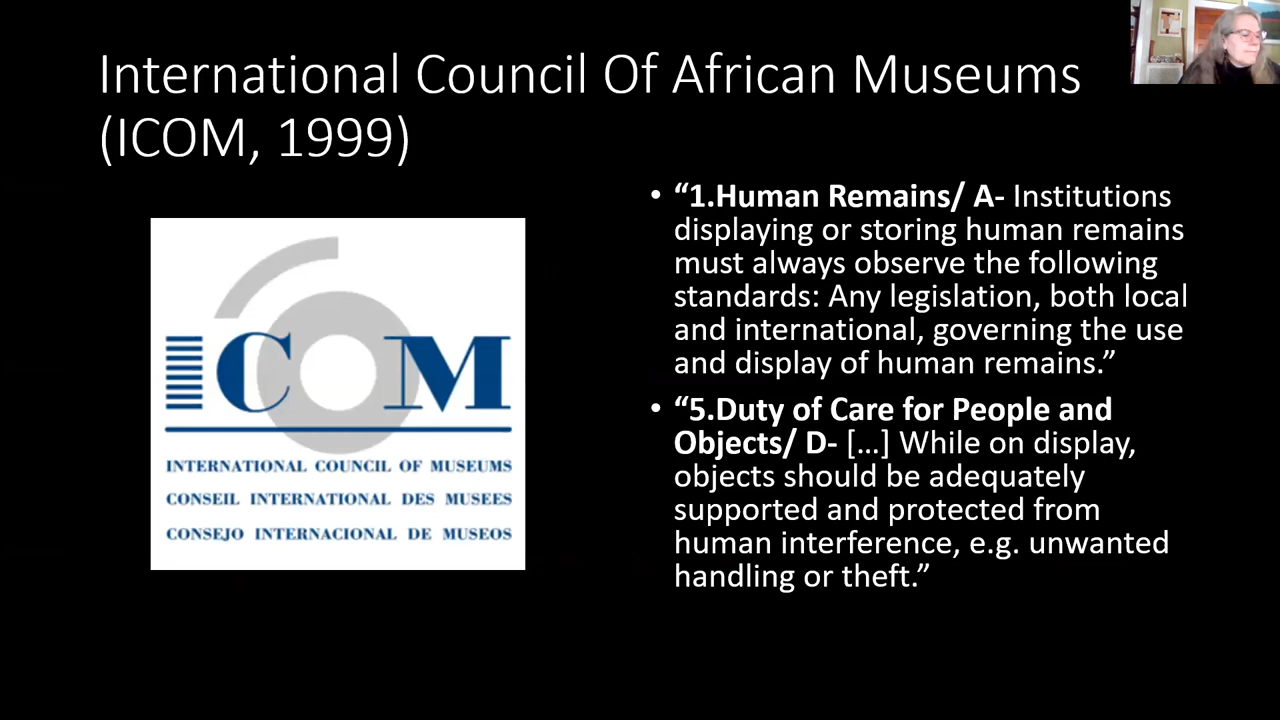 International Council Of African Museums
(ICOM, 1999)
ICOM
INTERNATIONAL COUNCIL OF MUSEUMS
CONSEIL INTERNATIONAL DES MUSEES
CONSEJO INTERNACIONAL DE MUSEOS
• “1.Human Remains/ A- Institutions
displaying or storing human remains
must always observe the following
standards: Any legislation, both local
and international, governing the use
and display of human remains.”
• “5.Duty of Care for People and
Objects/ D- […] While on display,
objects should be adequately
supported and protected from
human interference, e.g. unwanted
handling or theft.”